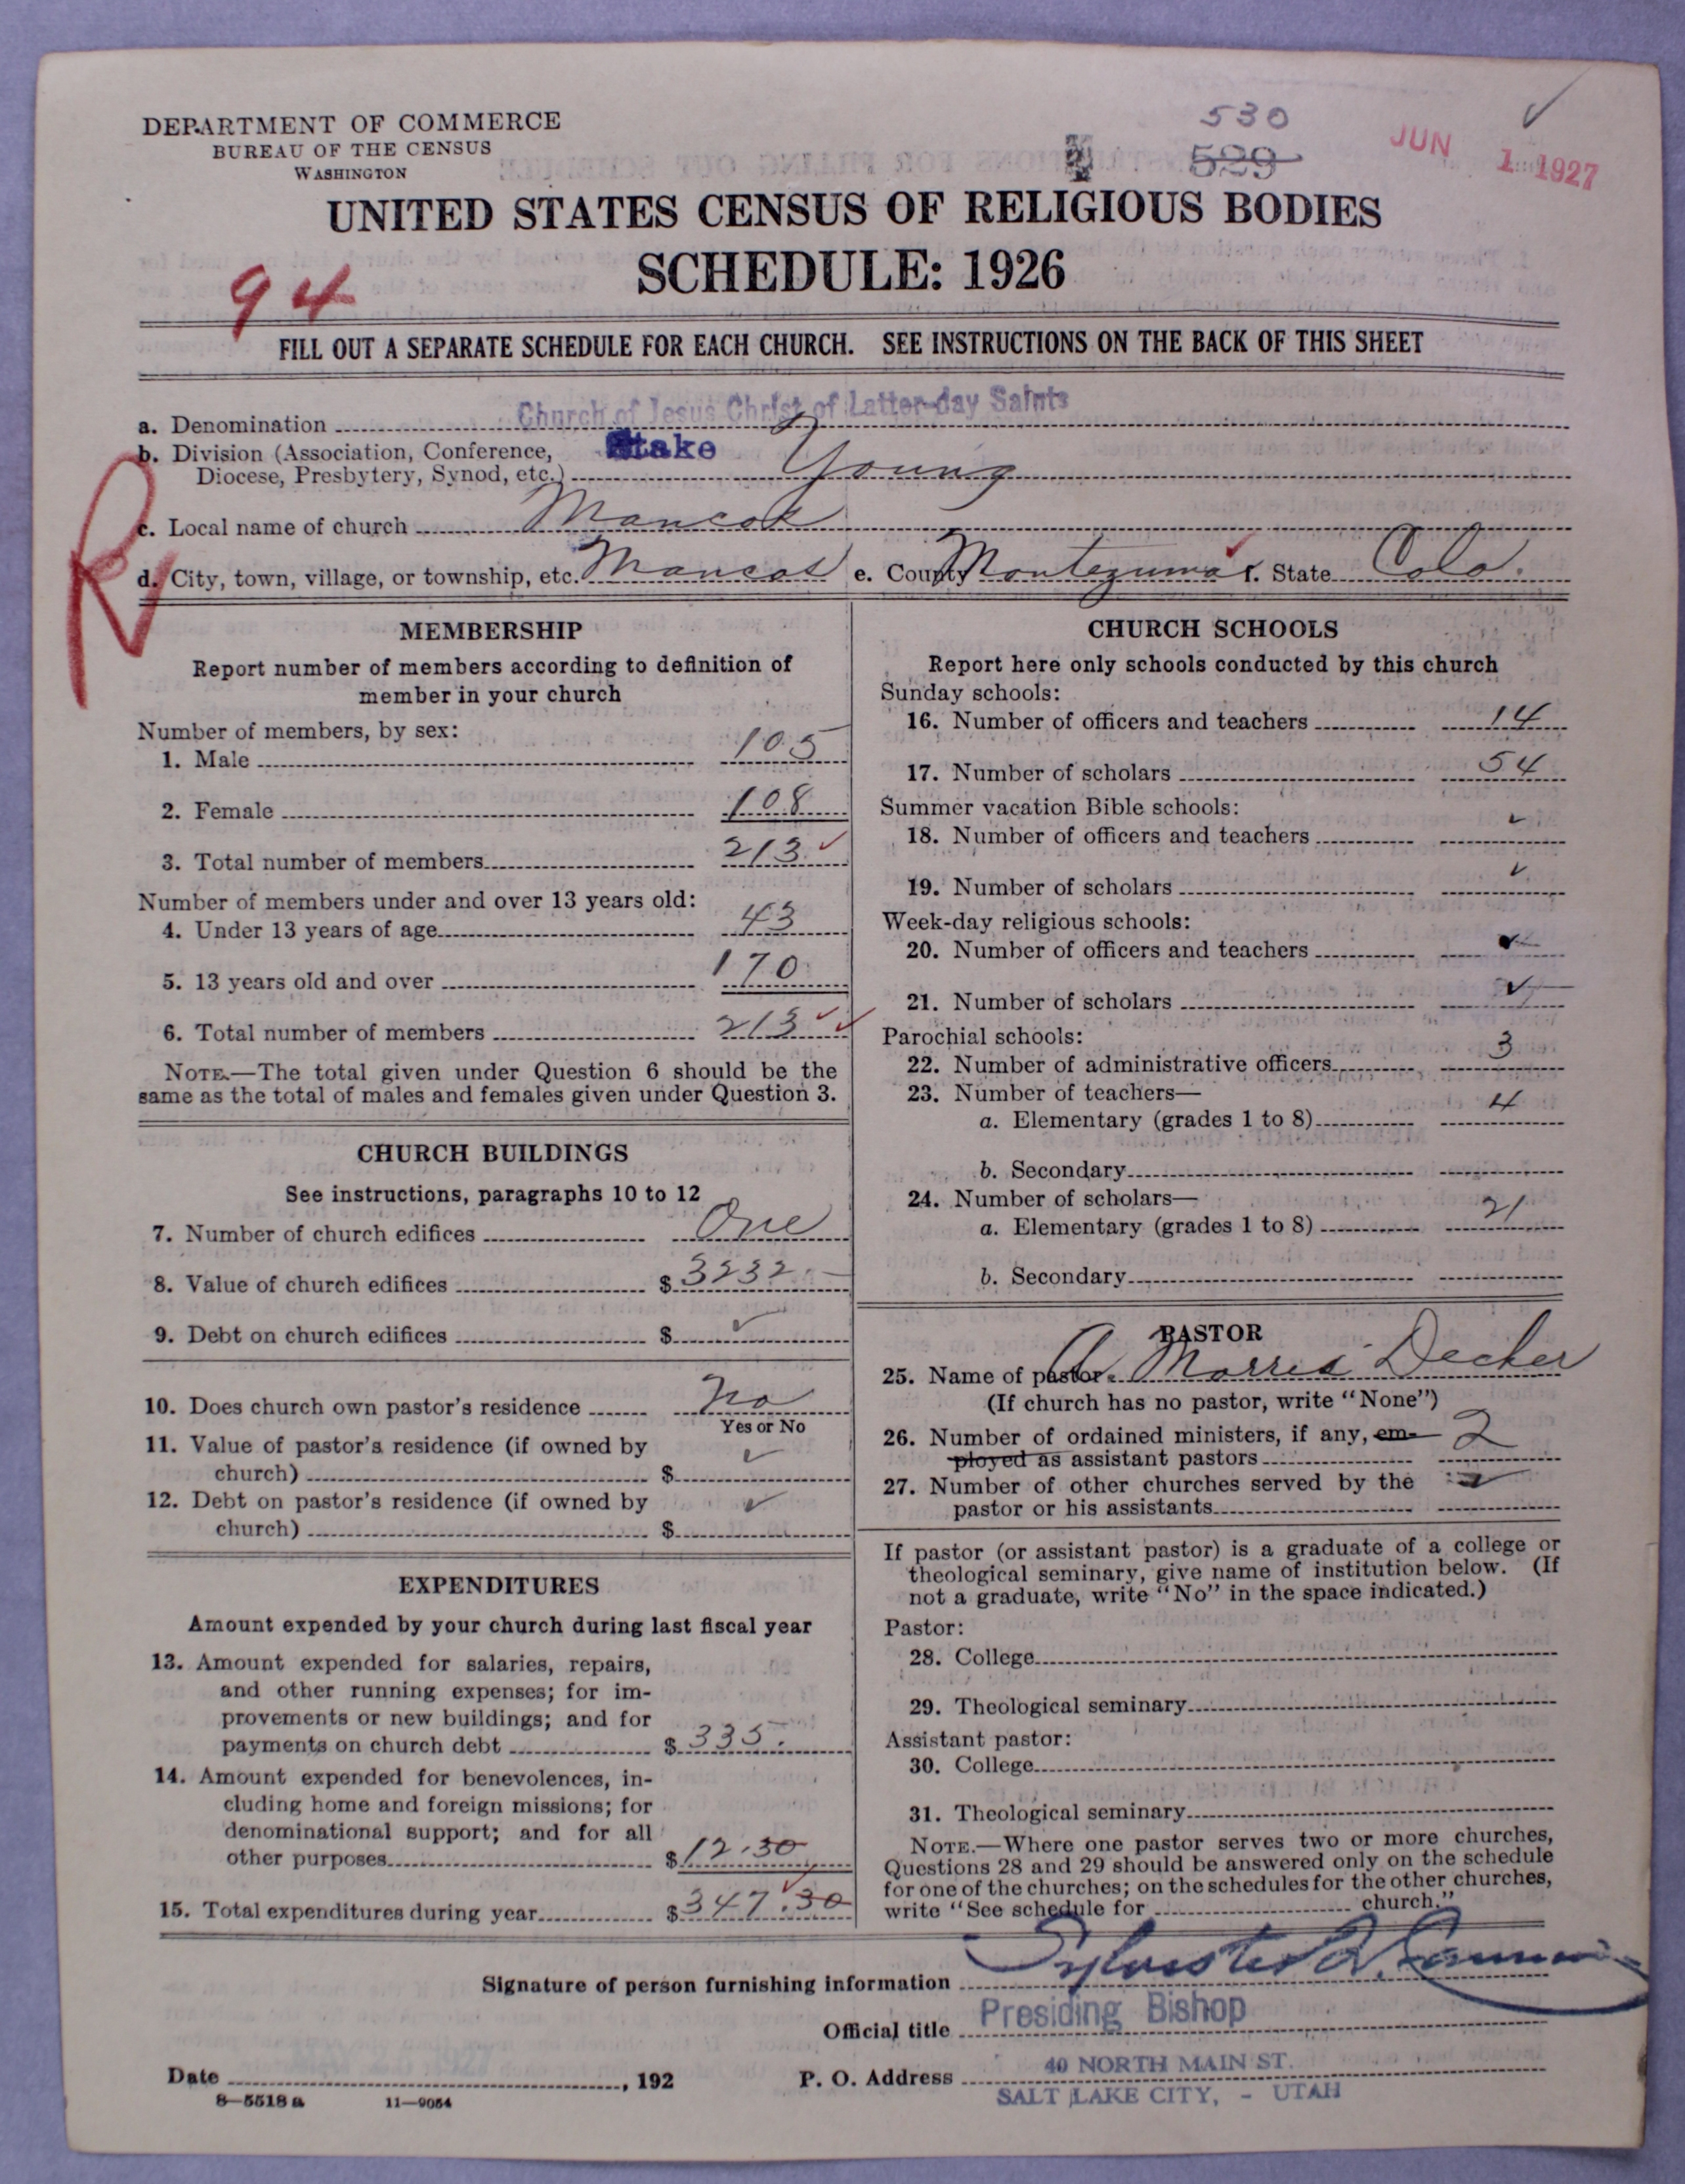 DEPARTMENT OF COMMERCE
BUREAU OF THE CENSUS
WASHINGTON
530
529
JUN 1 1927
UNITED STATES CENSUS OF RELIGIOUS BODIES
SCHEDULE: 1926
94
FILL OUT A SEPARATE SCHEDULE FOR EACH CHURCH. SEE INSTRUCTIONS ON THE BACK OF THIS SHEET
a. Denomination Church of Jesus Christ of Latter-day Saints
b. Division (Association, Conference, Stake
Diocese, Presbytery, Synod, etc.) Young
R
c. Local name of church Mancos
d. City, town, village, or township, etc. Mancos e. County Montezuma f. State Colo.
MEMBERSHIP
Report number of members according to definition of
member in your church
Number of members, by sex:
1. Male 105
2. Female 108
3. Total number of members 213
Number of members under and over 13 years old:
4. Under 13 years of age 43
5. 13 years old and over 170
6. Total number of members 213
NOTE.—The total given under Question 6 should be the
same as the total of males and females given under Question 3.
CHURCH BUILDINGS
See instructions, paragraphs 10 to 12
7. Number of church edifices One
8. Value of church edifices $ 3232.—
9. Debt on church edifices $ ✓
10. Does church own pastor's residence No
Yes or No
11. Value of pastor's residence (if owned by
church) $ ✓
12. Debt on pastor's residence (if owned by
church) $ ✓
EXPENDITURES
Amount expended by your church during last fiscal year
13. Amount expended for salaries, repairs,
and other running expenses; for im-
provements or new buildings; and for
payments on church debt $ 335.
14. Amount expended for benevolences, in-
cluding home and foreign missions; for
denominational support; and for all
other purposes $ 12.30
15. Total expenditures during year $ 347.30
CHURCH SCHOOLS
Report here only schools conducted by this church
Sunday schools:
16. Number of officers and teachers 14
17. Number of scholars 54
Summer vacation Bible schools:
18. Number of officers and teachers ✓
19. Number of scholars ✓
Week-day religious schools:
20. Number of officers and teachers ✓
21. Number of scholars ✓
Parochial schools:
22. Number of administrative officers 3
23. Number of teachers—
a. Elementary (grades 1 to 8) 4
b. Secondary
24. Number of scholars—
a. Elementary (grades 1 to 8) 21
b. Secondary
PASTOR
25. Name of pastor A. Morris Decker
(If church has no pastor, write "None")
26. Number of ordained ministers, if any, em- 2
ployed as assistant pastors
27. Number of other churches served by the ✓
pastor or his assistants
If pastor (or assistant pastor) is a graduate of a college or
theological seminary, give name of institution below. (If
not a graduate, write "No" in the space indicated.)
Pastor:
28. College
29. Theological seminary
Assistant pastor:
30. College
31. Theological seminary
NOTE.—Where one pastor serves two or more churches,
Questions 28 and 29 should be answered only on the schedule
for one of the churches; on the schedules for the other churches,
write "See schedule for church."
Signature of person furnishing information Sylvester Q. Cannon
Official title Presiding Bishop
Date , 192 P. O. Address 40 NORTH MAIN ST.
SALT LAKE CITY, - UTAH
8—5518 a 11—9054